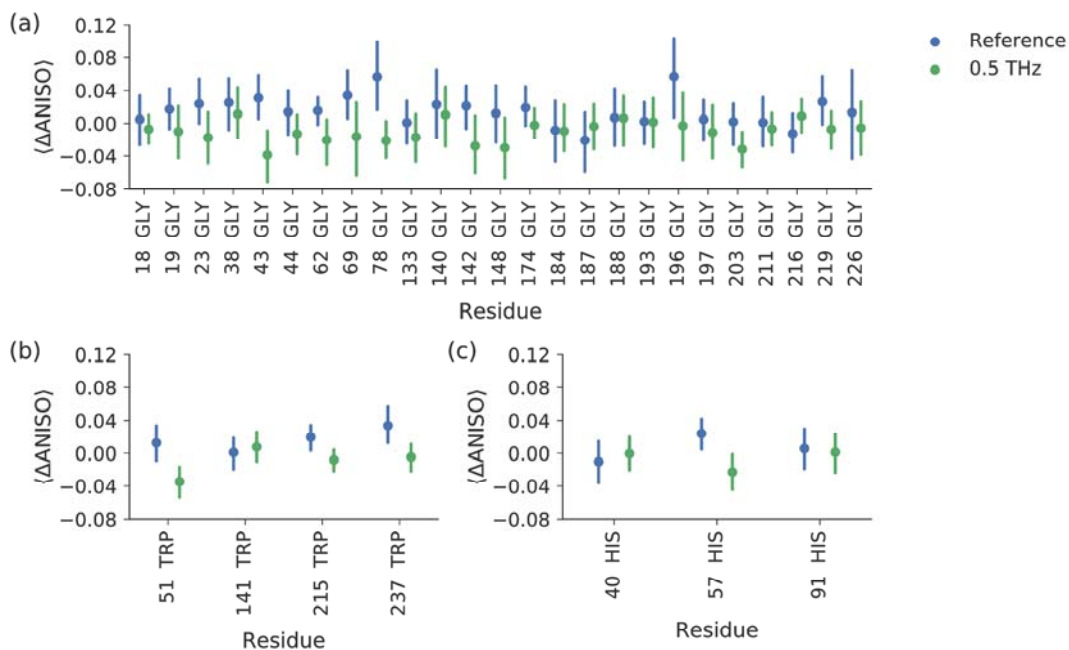 (a)
⟨ΔANISO⟩
0.12
0.08
0.04
0.00
−0.04
−0.08
18 GLY
19 GLY
23 GLY
38 GLY
43 GLY
44 GLY
62 GLY
69 GLY
78 GLY
133 GLY
140 GLY
142 GLY
148 GLY
174 GLY
184 GLY
187 GLY
188 GLY
193 GLY
196 GLY
197 GLY
203 GLY
211 GLY
216 GLY
219 GLY
226 GLY
Residue
Reference
0.5 THz
(b)
⟨ΔANISO⟩
0.12
0.08
0.04
0.00
−0.04
−0.08
51 TRP
141 TRP
215 TRP
237 TRP
Residue
(c)
⟨ΔANISO⟩
0.12
0.08
0.04
0.00
−0.04
−0.08
40 HIS
57 HIS
91 HIS
Residue